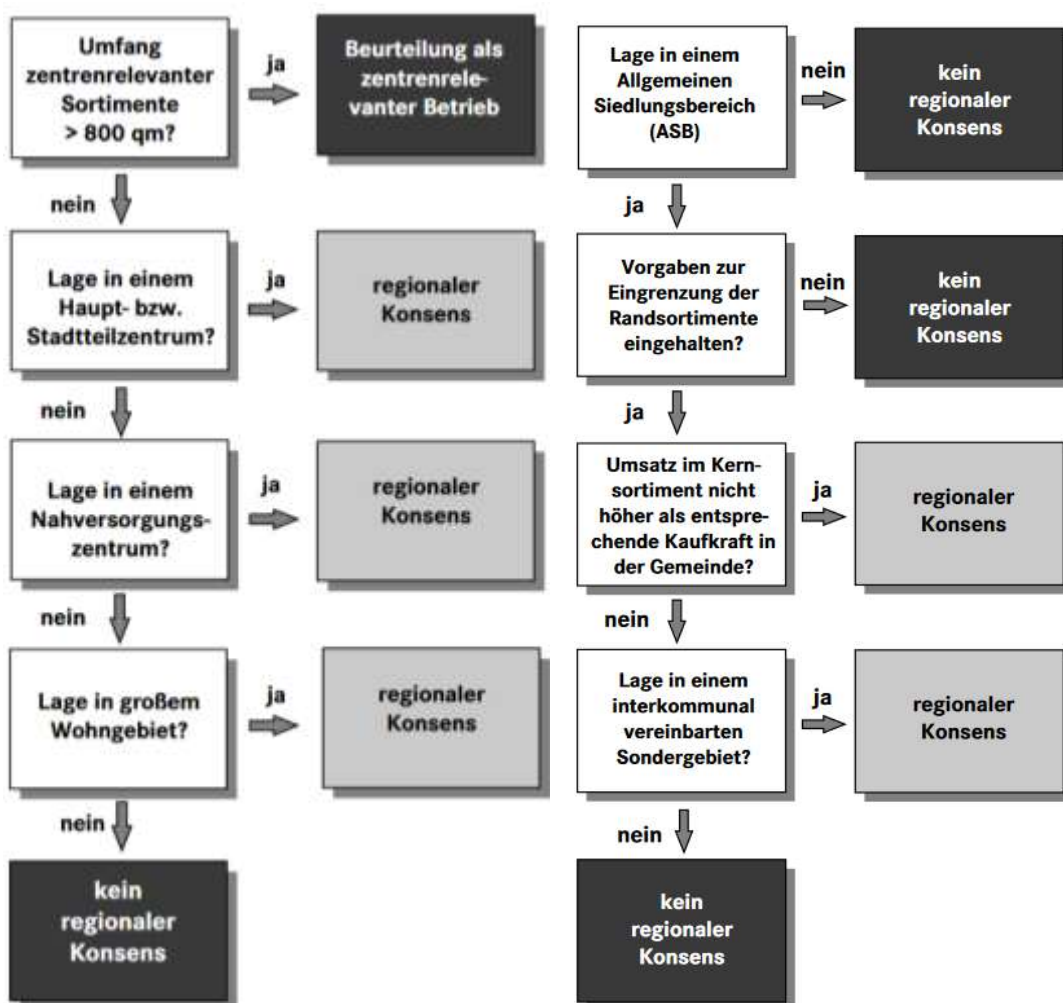 Umfang
zentrenrelevanter
Sortimente
> 800 qm?
ja
Beurteilung als
zentrenrele-
vanter Betrieb
nein
Lage in einem
Haupt- bzw.
Stadtteilzentrum?
ja
regionaler
Konsens
nein
Lage in einem
Nahversorgungs-
zentrum?
ja
regionaler
Konsens
nein
Lage in großem
Wohngebiet?
ja
regionaler
Konsens
nein
kein
regionaler
Konsens
Lage in einem
Allgemeinen
Siedlungsbereich
(ASB)
nein
kein
regionaler
Konsens
ja
Vorgaben zur
Eingrenzung der
Randsortimente
eingehalten?
nein
kein
regionaler
Konsens
ja
Umsatz im Kern-
sortiment nicht
höher als entspre-
chende Kaufkraft in
der Gemeinde?
ja
regionaler
Konsens
nein
Lage in einem
interkommunal
vereinbarten
Sondergebiet?
ja
regionaler
Konsens
nein
kein
regionaler
Konsens